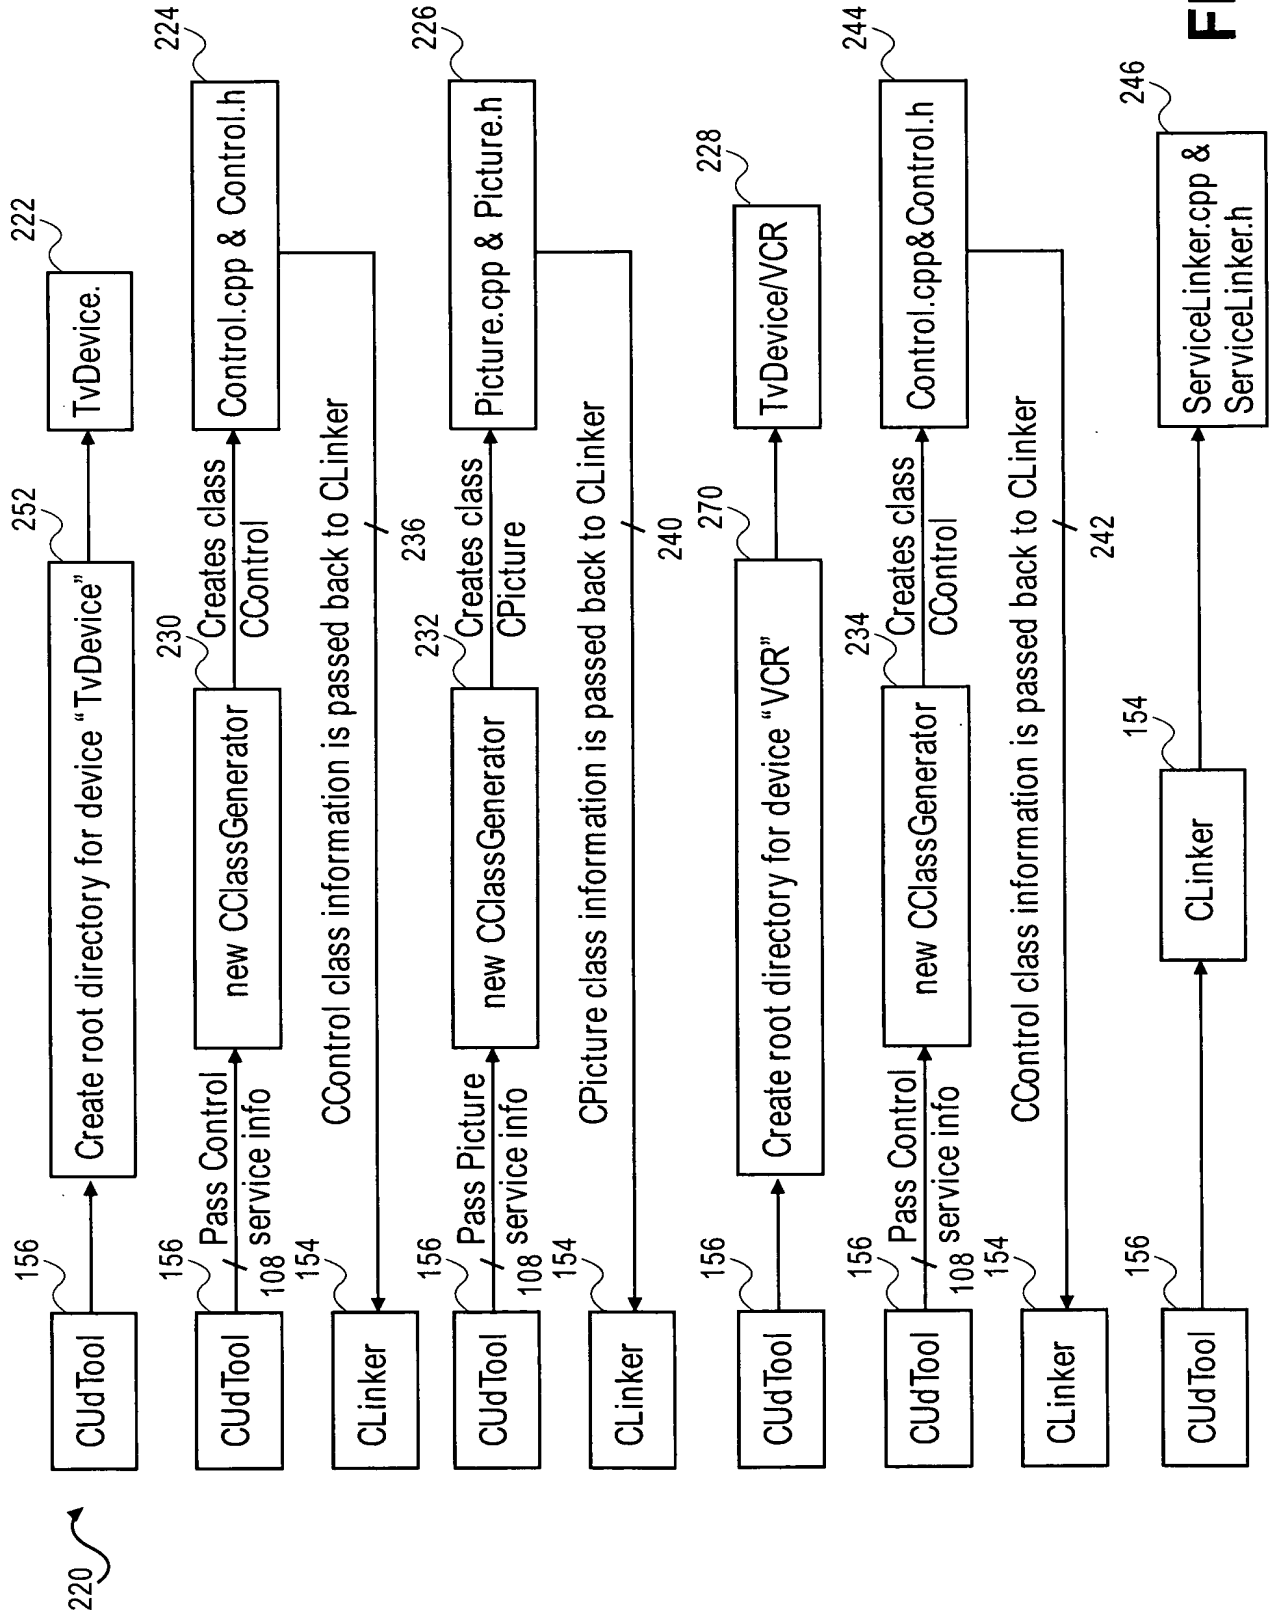 220
156
CUdTool
252
Create root directory for device "TvDevice"
222
TvDevice.
156
CUdTool
Pass Control
service info
108
230
new CClassGenerator
Creates class
CControl
224
Control.cpp & Control.h
CControl class information is passed back to CLinker
236
154
CLinker
156
CUdTool
Pass Picture
service info
108
232
new CClassGenerator
Creates class
CPicture
226
Picture.cpp & Picture.h
CPicture class information is passed back to CLinker
240
154
CLinker
156
CUdTool
270
Create root directory for device "VCR"
228
TvDevice/VCR
156
CUdTool
Pass Control
service info
108
234
new CClassGenerator
Creates class
CControl
244
Control.cpp&Control.h
CControl class information is passed back to CLinker
242
154
CLinker
156
CUdTool
154
CLinker
246
ServiceLinker.cpp &
ServiceLinker.h